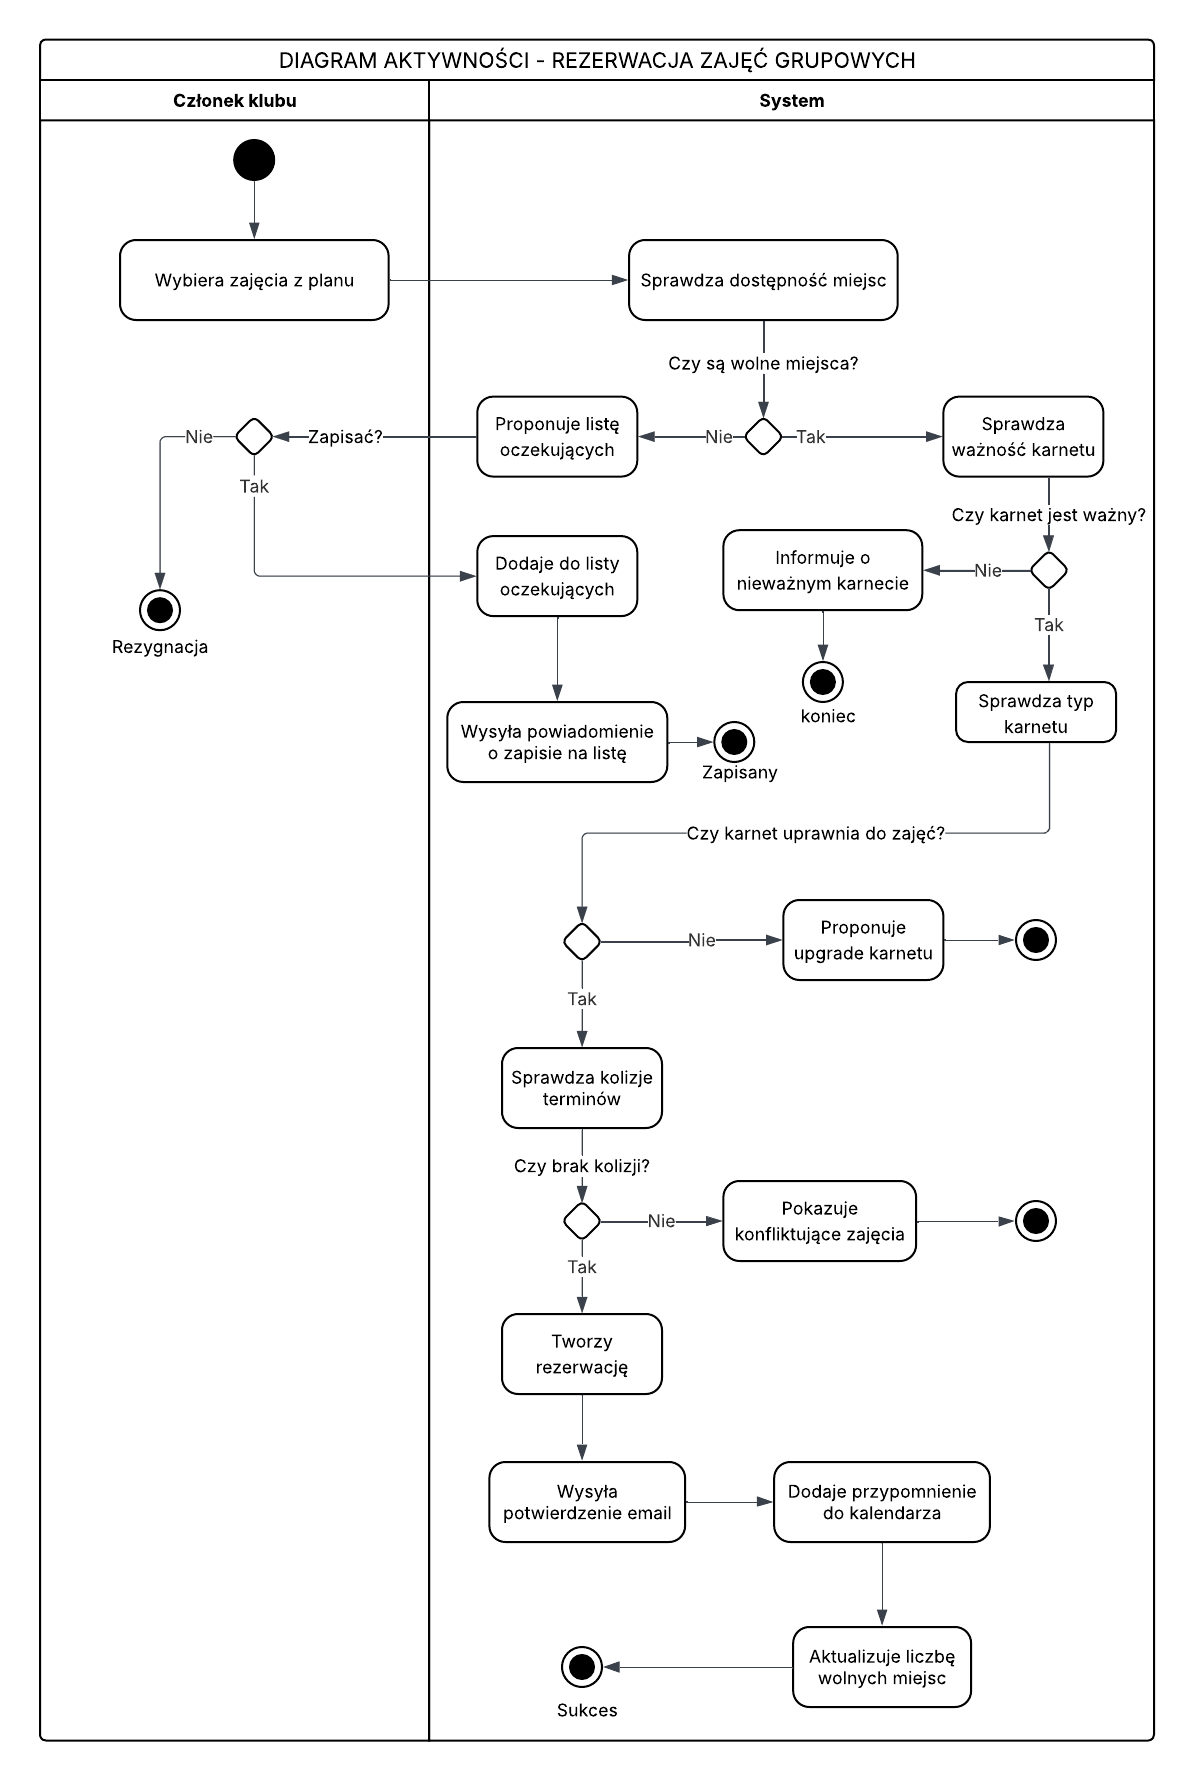 DIAGRAM AKTYWNOŚCI - REZERWACJA ZAJĘĆ GRUPOWYCH
Członek klubu
System
Wybiera zajęcia z planu
Sprawdza dostępność miejsc
Czy są wolne miejsca?
Nie
Zapisać?
Proponuje listę
oczekujących
Nie
Tak
Sprawdza
ważność karnetu
Tak
Czy karnet jest ważny?
Dodaje do listy
oczekujących
Informuje o
nieważnym karnecie
Nie
Tak
Rezygnacja
koniec
Sprawdza typ
karnetu
Wysyła powiadomienie
o zapisie na listę
Zapisany
Czy karnet uprawnia do zajęć?
Nie
Proponuje
upgrade karnetu
Tak
Sprawdza kolizje
terminów
Czy brak kolizji?
Nie
Pokazuje
konfliktujące zajęcia
Tak
Tworzy
rezerwację
Wysyła
potwierdzenie email
Dodaje przypomnienie
do kalendarza
Aktualizuje liczbę
wolnych miejsc
Sukces